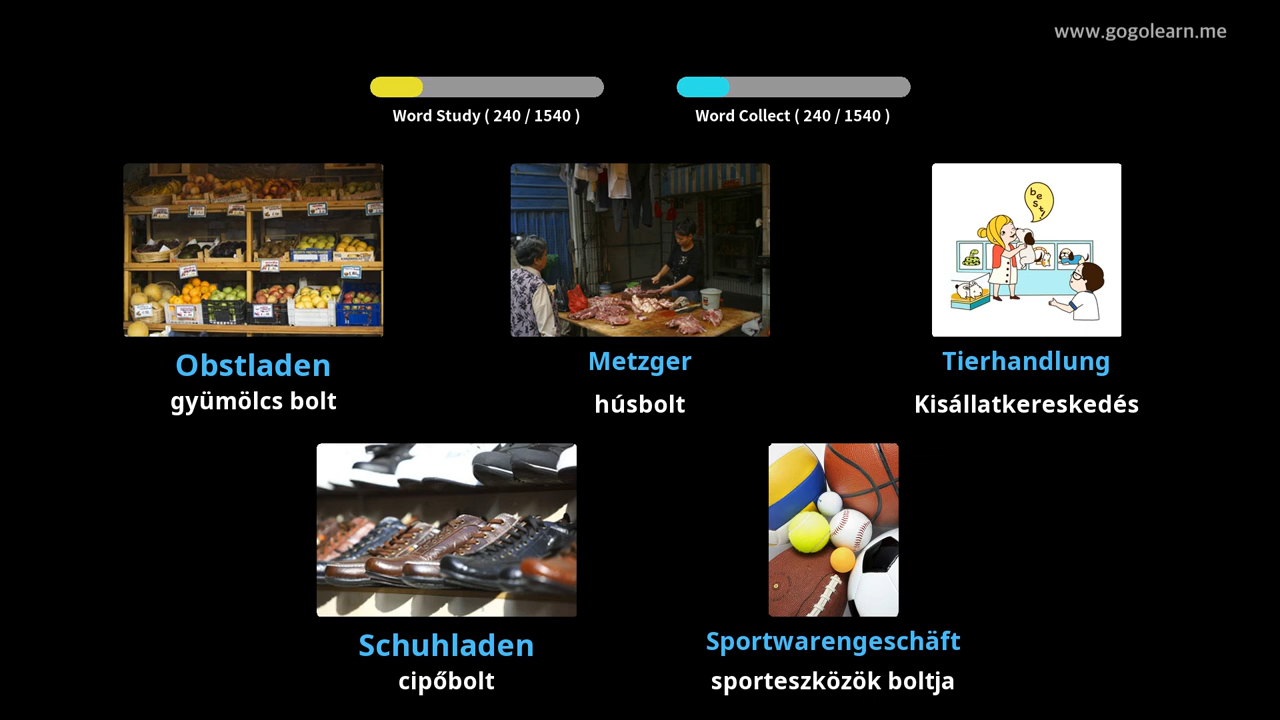 www.gogolearn.me
Word Study ( 240 / 1540 )
Word Collect ( 240 / 1540 )
best
Obstladen
gyümölcs bolt
Metzger
húsbolt
Tierhandlung
Kisállatkereskedés
Schuhladen
cipőbolt
Sportwarengeschäft
sporteszközök boltja